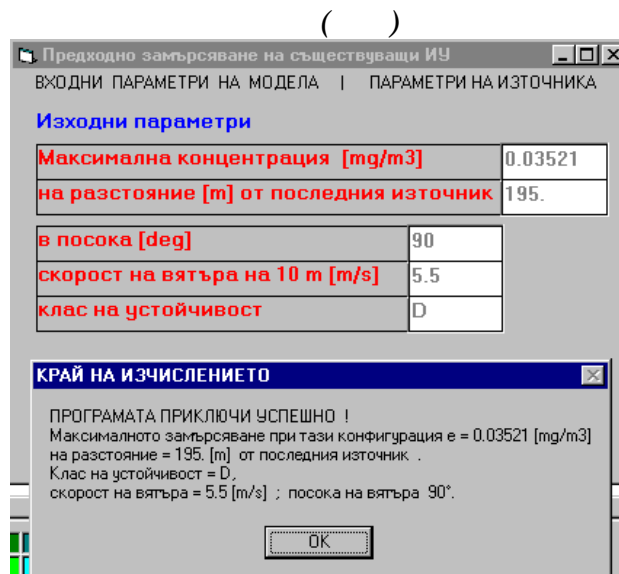 (     )
Предходно замърсяване на съществуващи ИУ
ВХОДНИ ПАРАМЕТРИ НА МОДЕЛА | ПАРАМЕТРИ НА ИЗТОЧНИКА
Изходни параметри
Максимална концентрация [mg/m3] 0.03521
на разстояние [m] от последния източник 195.
в посока [deg] 90
скорост на вятъра на 10 m [m/s] 5.5
клас на устойчивост D
КРАЙ НА ИЗЧИСЛЕНИЕТО
ПРОГРАМАТА ПРИКЛЮЧИ УСПЕШНО !
Максималното замърсяване при тази конфигурация е = 0.03521 [mg/m3]
на разстояние = 195. [m] от последния източник .
Клас на устойчивост = D,
скорост на вятъра = 5.5 [m/s] ; посока на вятъра 90°.
OK